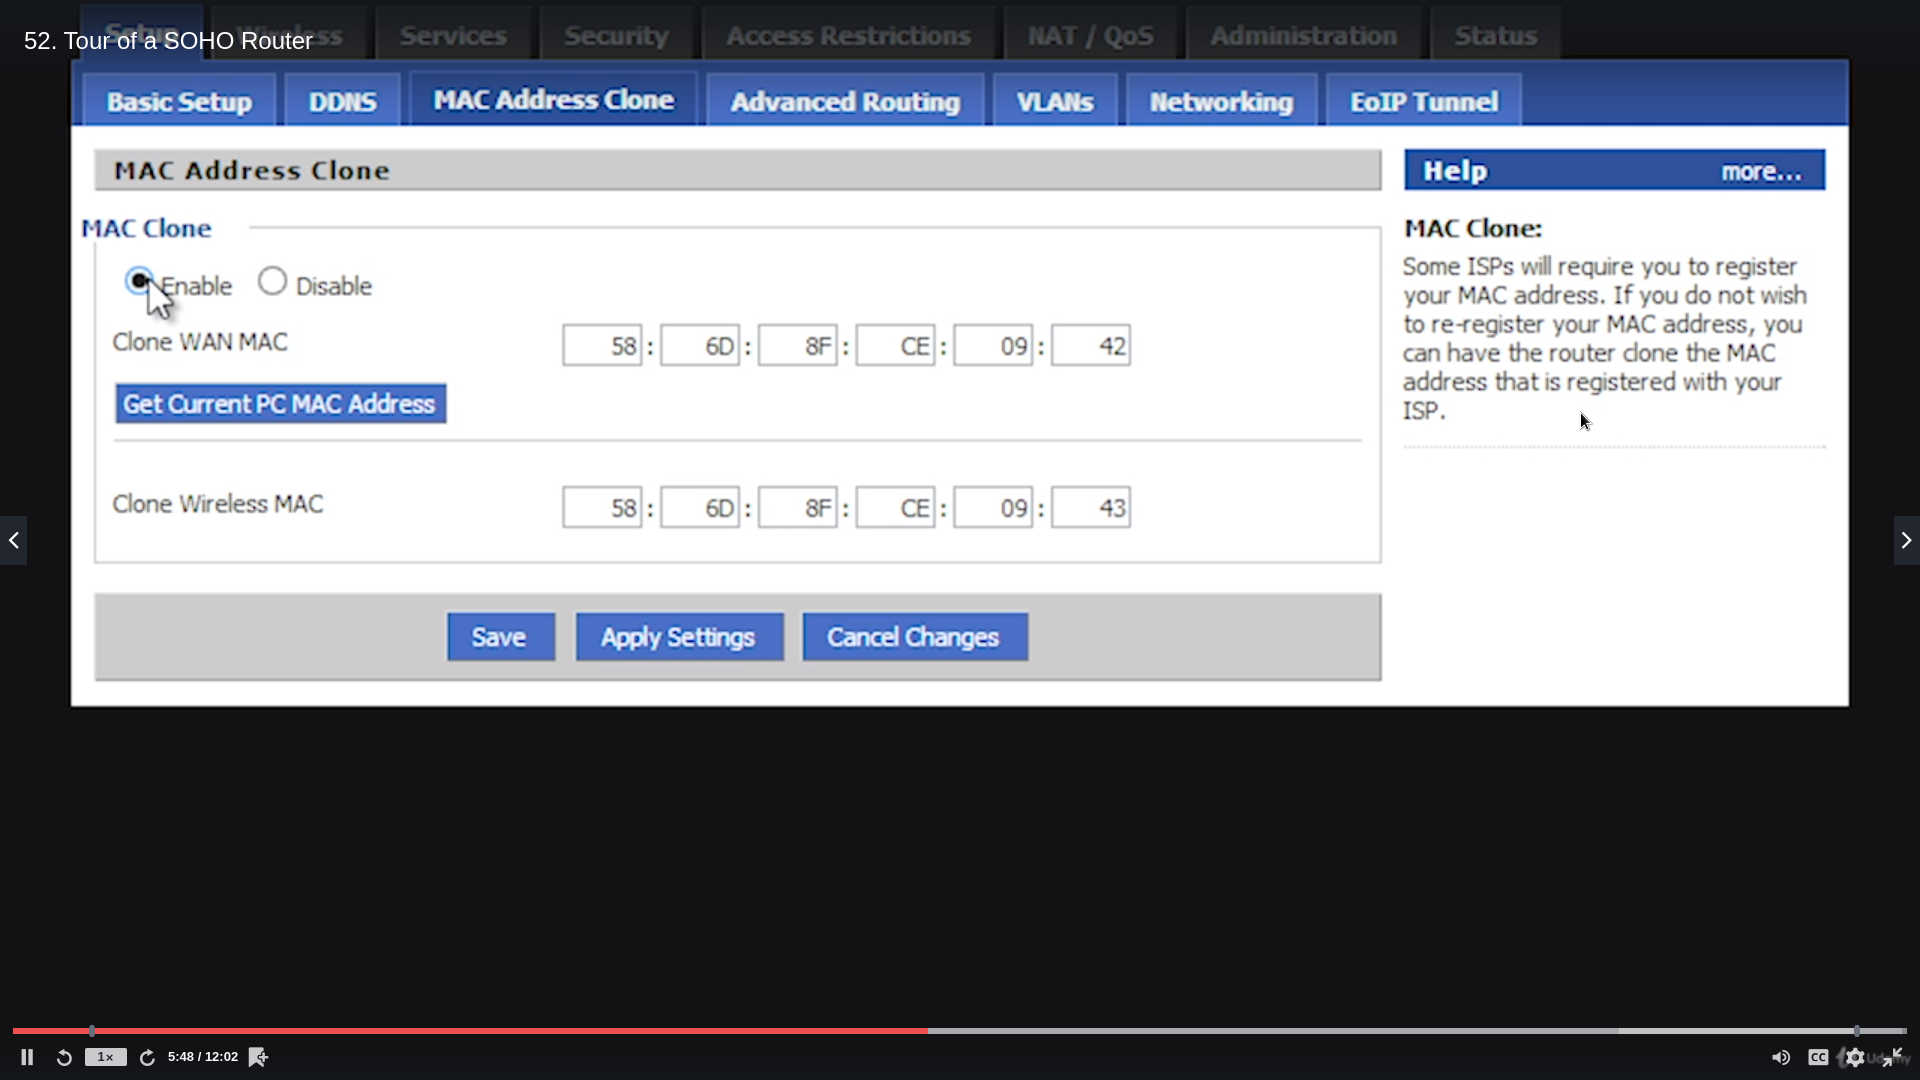 Setup Wireless Services Security Access Restrictions NAT / QoS Administration Status
52. Tour of a SOHO Router
Basic Setup DDNS MAC Address Clone Advanced Routing VLANs Networking EoIP Tunnel
MAC Address Clone
Help more...
MAC Clone
MAC Clone:
Enable Disable
Some ISPs will require you to register
your MAC address. If you do not wish
to re-register your MAC address, you
can have the router clone the MAC
address that is registered with your
ISP.
Clone WAN MAC 58 : 6D : 8F : CE : 09 : 42
Get Current PC MAC Address
Clone Wireless MAC 58 : 6D : 8F : CE : 09 : 43
Save Apply Settings Cancel Changes
1x 5:48 / 12:02 CC Udemy